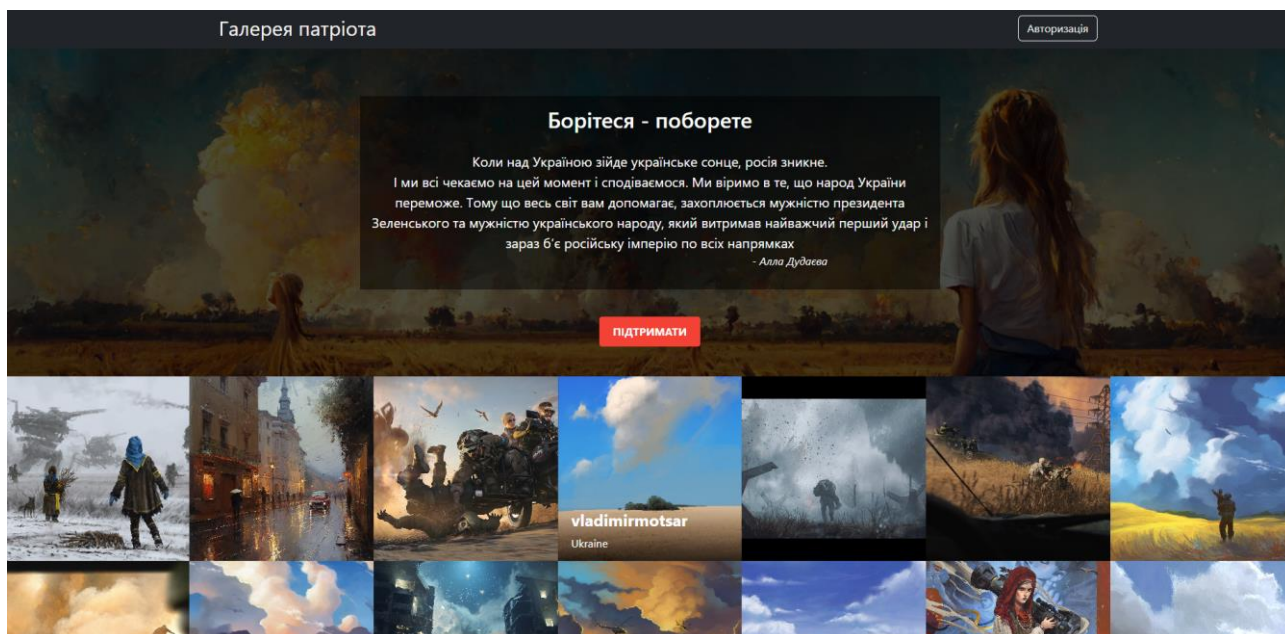 Галерея патріота
Авторизація
Борітеся - поборете
Коли над Україною зійде українське сонце, росія зникне.
І ми всі чекаємо на цей момент і сподіваємося. Ми віримо в те, що народ України
переможе. Тому що весь світ вам допомагає, захоплюється мужністю президента
Зеленського та мужністю українського народу, який витримав найважчий перший удар і
зараз б'є російську імперію по всіх напрямках
- Алла Дудаєва
ПІДТРИМАТИ
vladimirmotsar
Ukraine